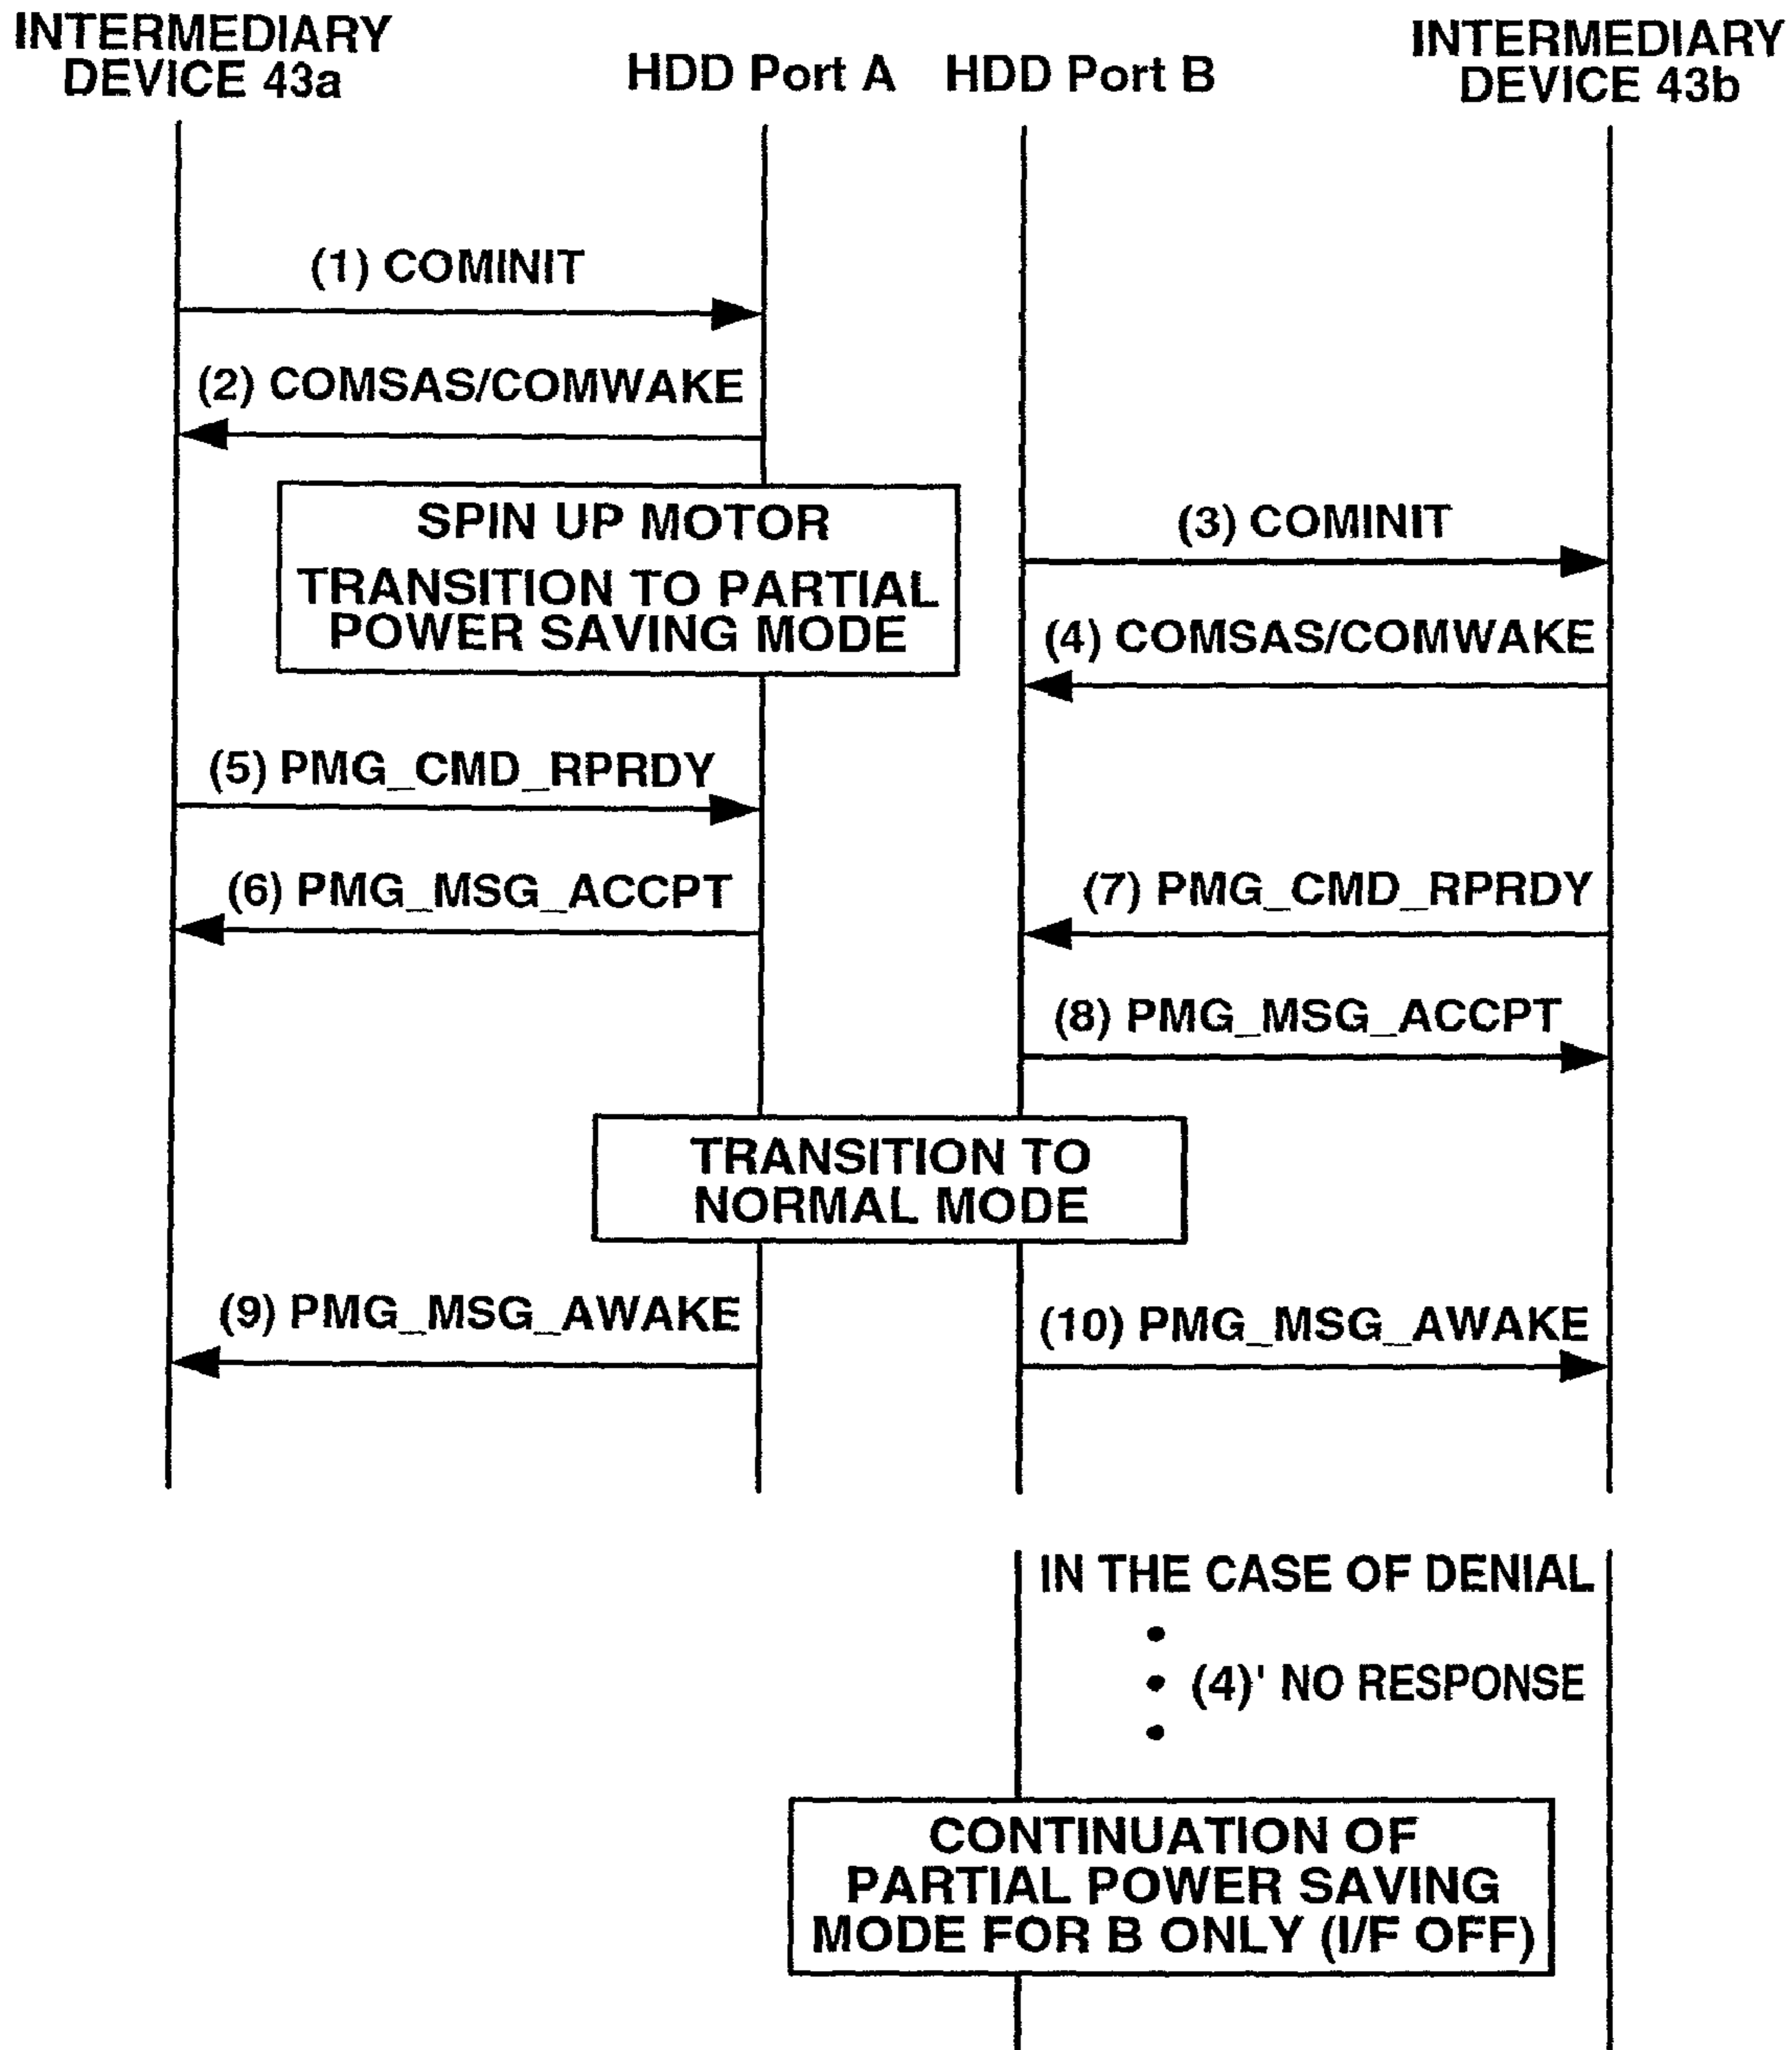 INTERMEDIARY
DEVICE 43a
HDD Port A
HDD Port B
INTERMEDIARY
DEVICE 43b
(1) COMINIT
(2) COMSAS/COMWAKE
SPIN UP MOTOR
TRANSITION TO PARTIAL
POWER SAVING MODE
(3) COMINIT
(4) COMSAS/COMWAKE
(5) PMG_CMD_RPRDY
(6) PMG_MSG_ACCPT
(7) PMG_CMD_RPRDY
(8) PMG_MSG_ACCPT
TRANSITION TO
NORMAL MODE
(9) PMG_MSG_AWAKE
(10) PMG_MSG_AWAKE
IN THE CASE OF DENIAL
(4)' NO RESPONSE
CONTINUATION OF
PARTIAL POWER SAVING
MODE FOR B ONLY (I/F OFF)